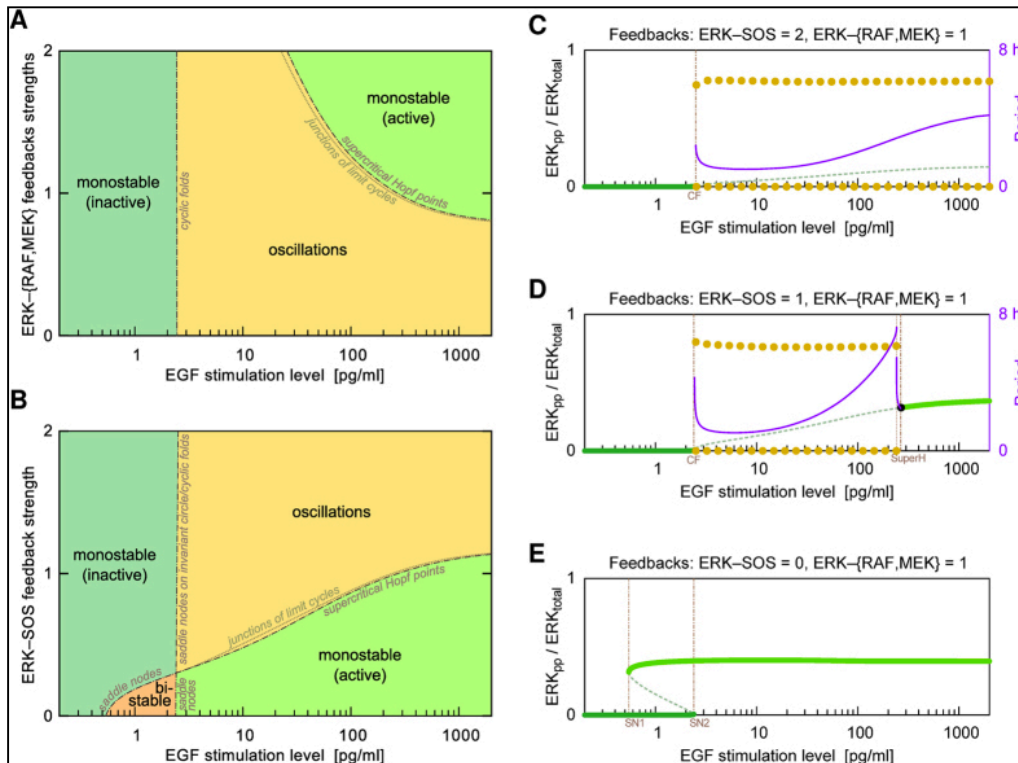 A
ERK–{RAF,MEK} feedbacks strengths
2
1
0
monostable
(inactive)
cyclic folds
oscillations
junctions of limit cycles
supercritical Hopf points
monostable
(active)
1
10
100
1000
EGF stimulation level [pg/ml]
B
ERK–SOS feedback strength
2
1
0
monostable
(inactive)
saddle nodes on invariant circle/cyclic folds
oscillations
junctions of limit cycles
supercritical Hopf points
saddle nodes
bi-
stable
saddle
nodes
monostable
(active)
1
10
100
1000
EGF stimulation level [pg/ml]
C
Feedbacks: ERK–SOS = 2, ERK–{RAF,MEK} = 1
ERKpp / ERKtotal
1
0
8 h
0
CF
1
10
100
1000
EGF stimulation level [pg/ml]
D
Feedbacks: ERK–SOS = 1, ERK–{RAF,MEK} = 1
ERKpp / ERKtotal
1
0
8 h
0
CF
SuperH
1
10
100
1000
EGF stimulation level [pg/ml]
E
Feedbacks: ERK–SOS = 0, ERK–{RAF,MEK} = 1
ERKpp / ERKtotal
1
0
SN1
SN2
1
10
100
1000
EGF stimulation level [pg/ml]